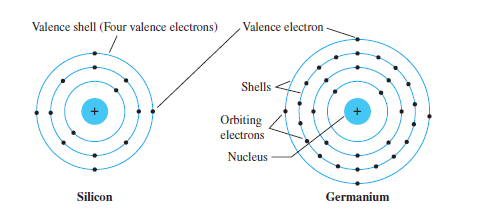 Valence shell (Four valence electrons)
Valence electron
Shells
Orbiting
electrons
Nucleus
+
+
Silicon
Germanium